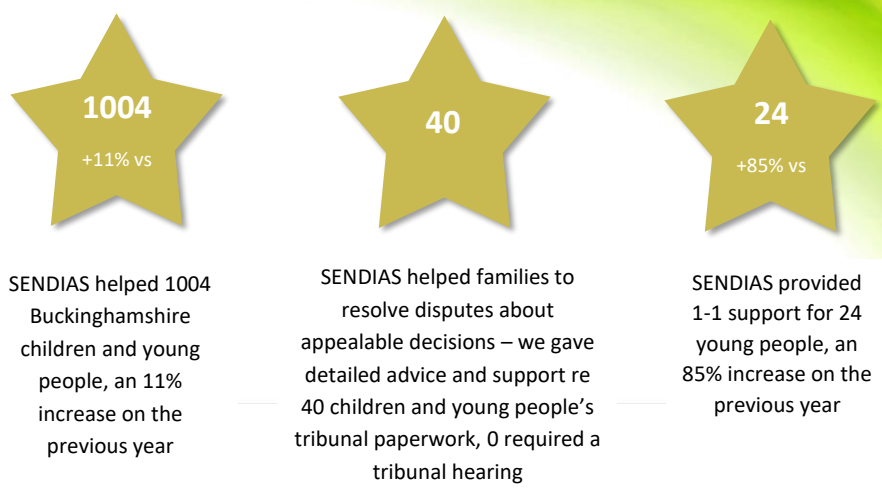 1004
+11% vs
SENDIAS helped 1004
Buckinghamshire
children and young
people, an 11%
increase on the
previous year
40
SENDIAS helped families to
resolve disputes about
appealable decisions – we gave
detailed advice and support re
40 children and young people’s
tribunal paperwork, 0 required a
tribunal hearing
24
+85% vs
SENDIAS provided
1-1 support for 24
young people, an
85% increase on the
previous year